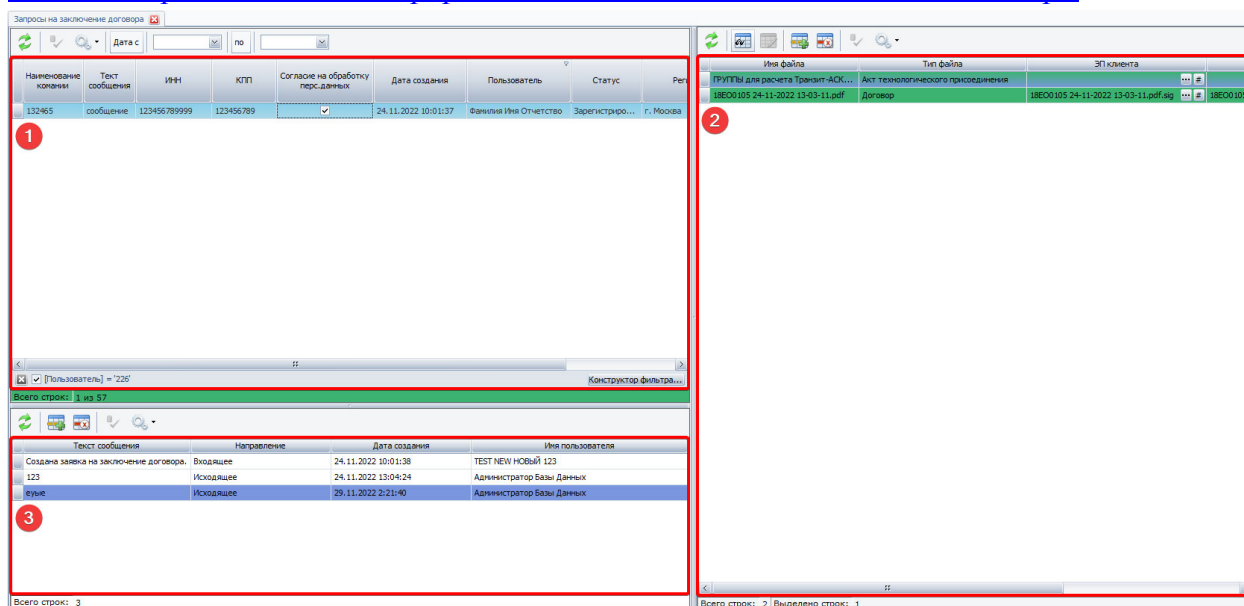 Запросы на заключение договора
Дата с по
Наименование комании Текст сообщения ИНН КПП Согласие на обработку перс.данных Дата создания Пользователь Статус Реги
132465 сообщение 123456789999 123456789 24.11.2022 10:01:37 Фамилия Имя Отчетство Зарегистриро... г. Москва
1
[Пользователь] = '226' Конструктор фильтра...
Всего строк: 1 из 57
Текст сообщения Направление Дата создания Имя пользователя
Создана заявка на заключение договора. Входящее 24.11.2022 10:01:38 TEST NEW НОВЫЙ 123
123 Исходящее 24.11.2022 13:04:24 Администратор Базы Данных
еуые Исходящее 29.11.2022 2:21:40 Администратор Базы Данных
3
Всего строк: 3
Имя файла Тип файла ЭП клиента
ГРУППЫ для расчета Транзит-АСК... Акт технологического присоединения ... #
18ЕО0105 24-11-2022 13-03-11.pdf Договор 18ЕО0105 24-11-2022 13-03-11.pdf.sig ... # 18ЕО0105
2
Всего строк: 2 Выделено строк: 1